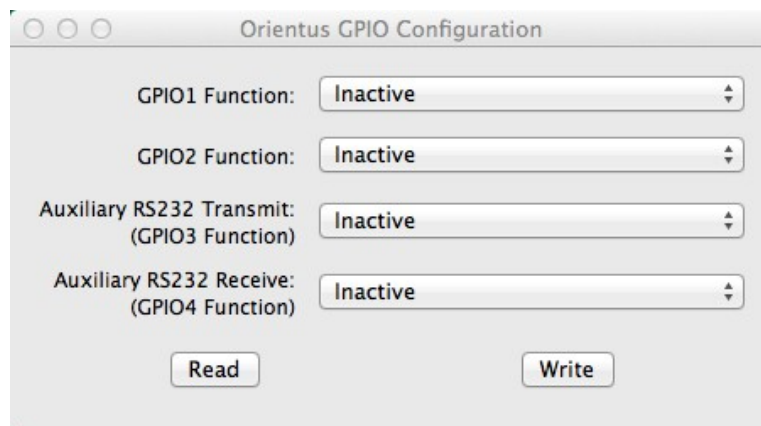 Orientus GPIO Configuration
GPIO1 Function: Inactive
GPIO2 Function: Inactive
Auxiliary RS232 Transmit:
(GPIO3 Function) Inactive
Auxiliary RS232 Receive:
(GPIO4 Function) Inactive
Read Write